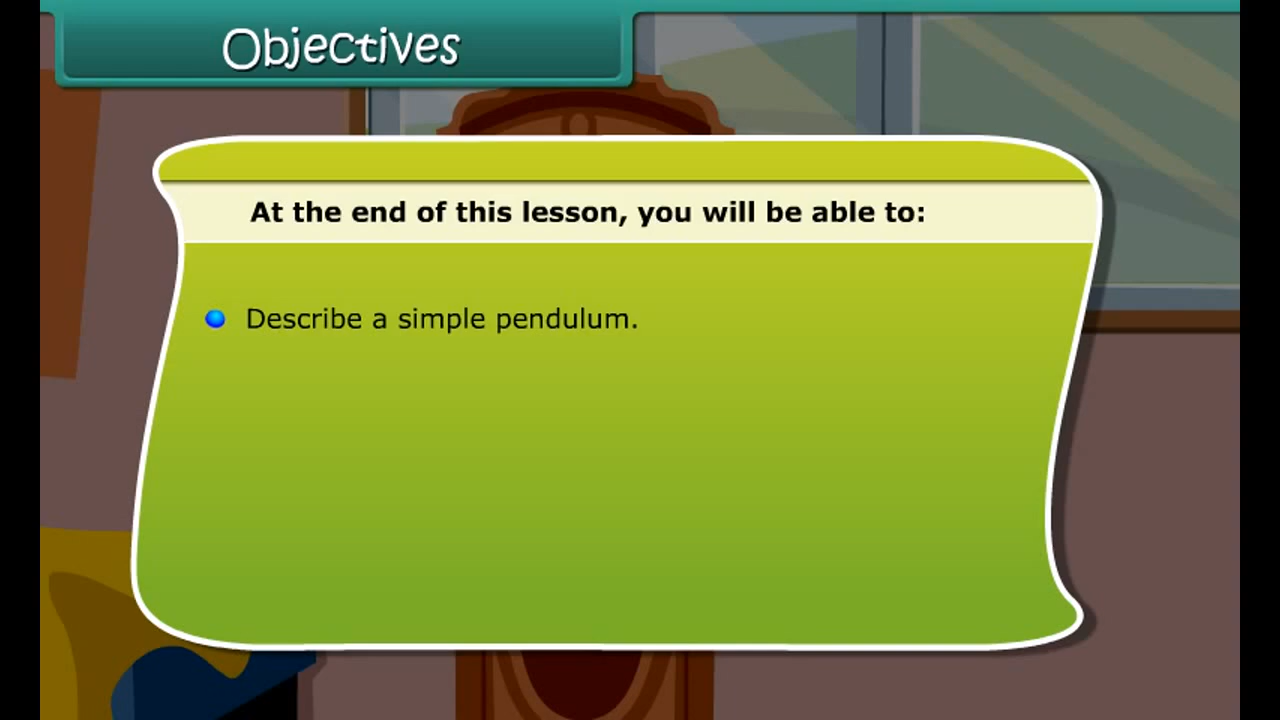 Objectives
At the end of this lesson, you will be able to:
Describe a simple pendulum.